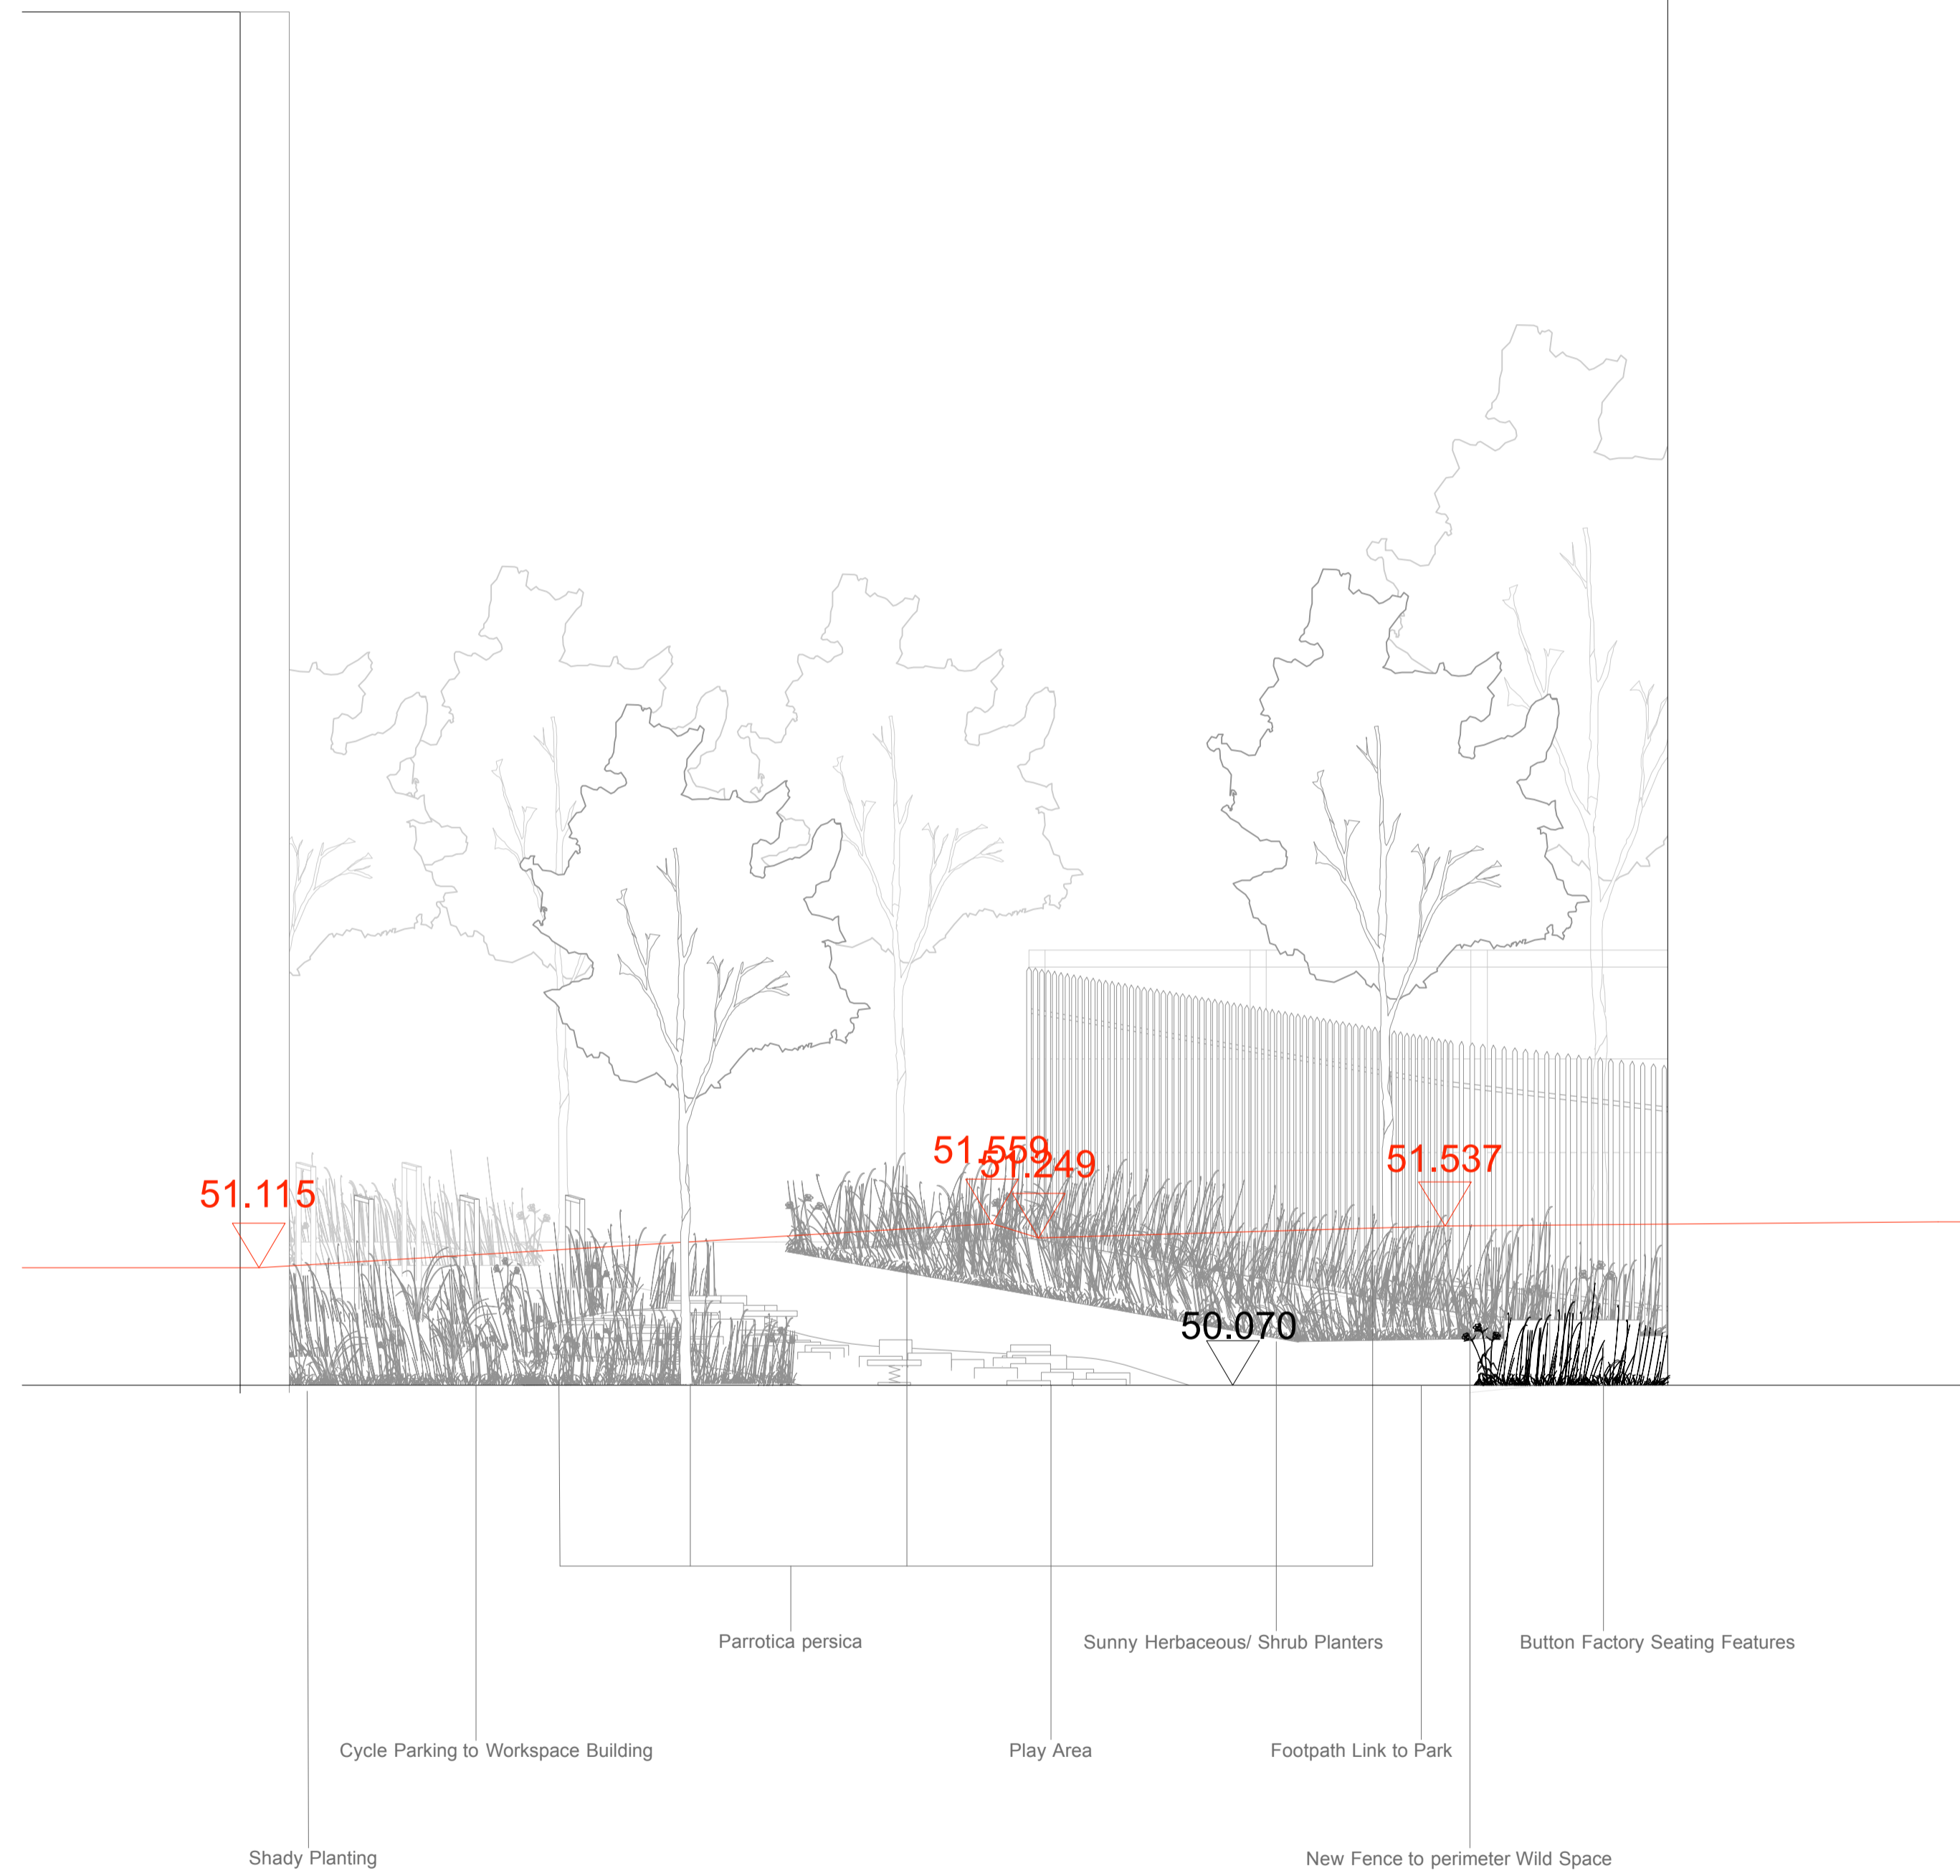 51.559
51.249
51.537
51.115
50.070
Parrotica persica
Sunny Herbaceous/ Shrub Planters
Button Factory Seating Features
Cycle Parking to Workspace Building
Play Area
Footpath Link to Park
Shady Planting
New Fence to perimeter Wild Space